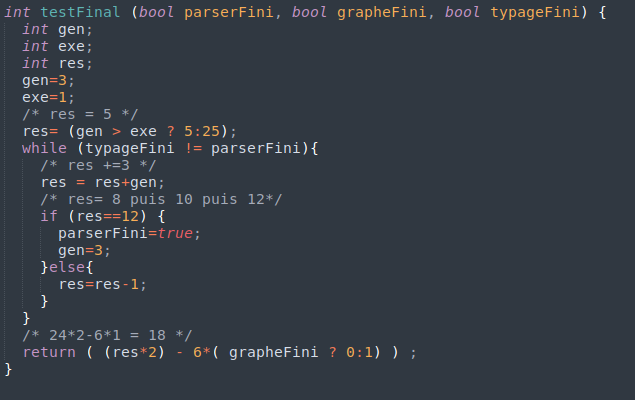 int testFinal (bool parserFini, bool grapheFini, bool typageFini) {
  int gen;
  int exe;
  int res;
  gen=3;
  exe=1;
  /* res = 5 */
  res= (gen > exe ? 5:25);
  while (typageFini != parserFini){
    /* res +=3 */
    res = res+gen;
    /* res= 8 puis 10 puis 12*/
    if (res==12) {
      parserFini=true;
      gen=3;
    }else{
      res=res-1;
    }
  }
  /* 24*2-6*1 = 18 */
  return ( (res*2) - 6*( grapheFini ? 0:1) ) ;
}